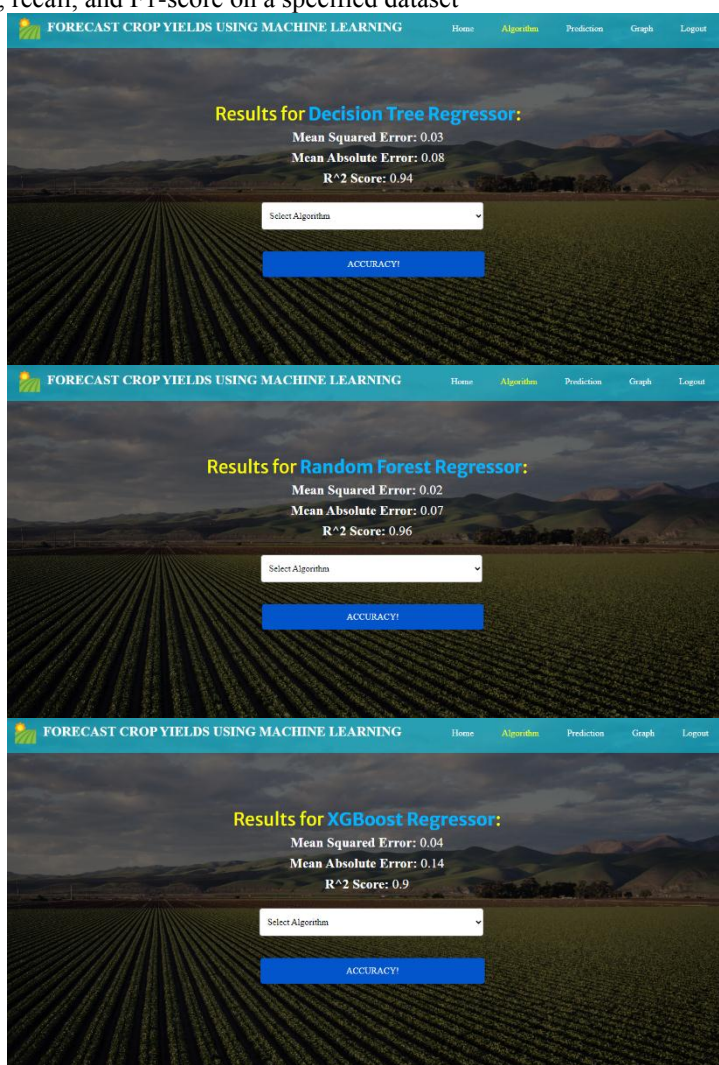 , recall, and F1-score on a specified dataset
FORECAST CROP YIELDS USING MACHINE LEARNING Home Algorithm Prediction Graph Logout
Results for Decision Tree Regressor:
Mean Squared Error: 0.03
Mean Absolute Error: 0.08
R^2 Score: 0.94
Select Algorithm
ACCURACY!
FORECAST CROP YIELDS USING MACHINE LEARNING Home Algorithm Prediction Graph Logout
Results for Random Forest Regressor:
Mean Squared Error: 0.02
Mean Absolute Error: 0.07
R^2 Score: 0.96
Select Algorithm
ACCURACY!
FORECAST CROP YIELDS USING MACHINE LEARNING Home Algorithm Prediction Graph Logout
Results for XGBoost Regressor:
Mean Squared Error: 0.04
Mean Absolute Error: 0.14
R^2 Score: 0.9
Select Algorithm
ACCURACY!